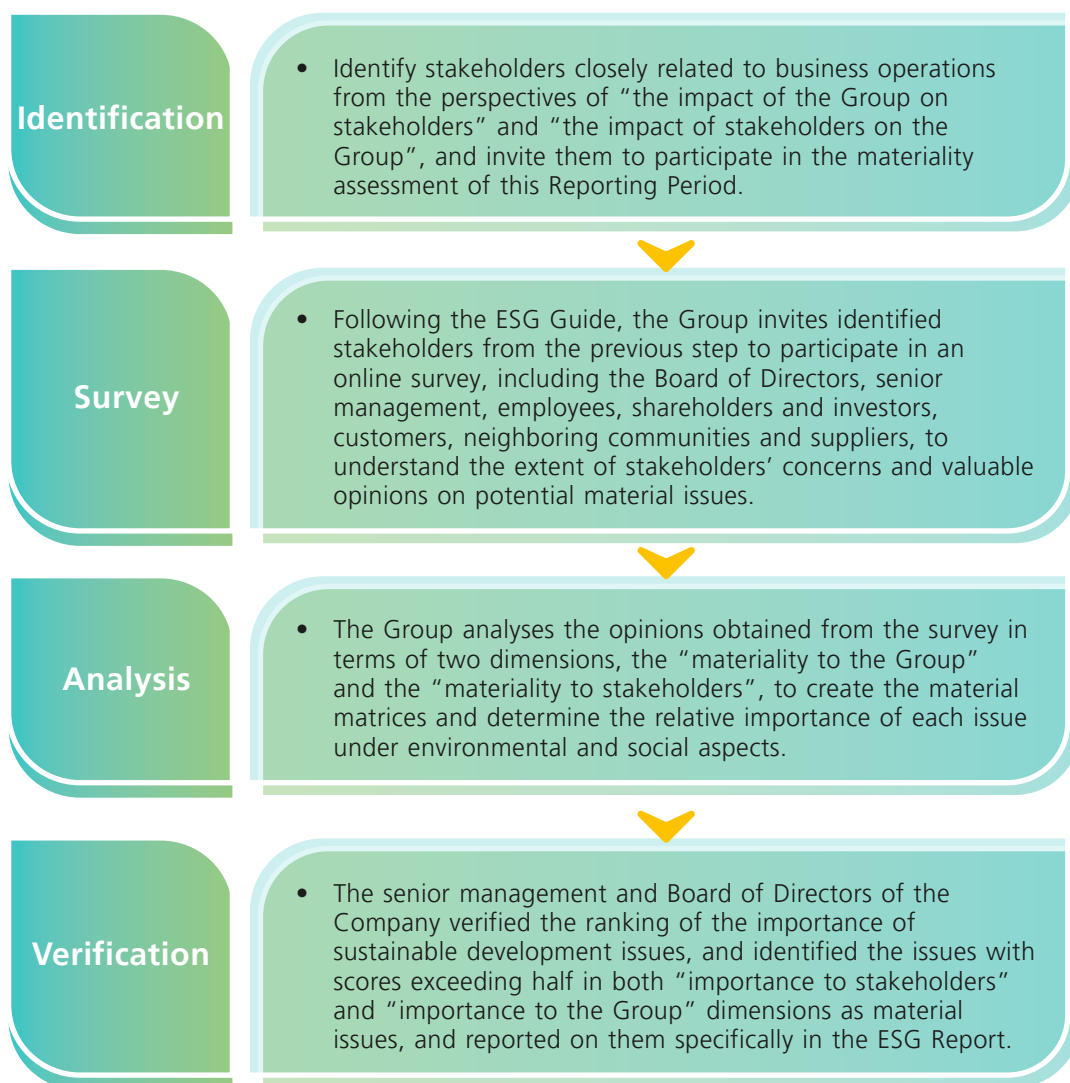 Identification
• Identify stakeholders closely related to business operations
from the perspectives of “the impact of the Group on
stakeholders” and “the impact of stakeholders on the
Group”, and invite them to participate in the materiality
assessment of this Reporting Period.
Survey
• Following the ESG Guide, the Group invites identified
stakeholders from the previous step to participate in an
online survey, including the Board of Directors, senior
management, employees, shareholders and investors,
customers, neighboring communities and suppliers, to
understand the extent of stakeholders’ concerns and valuable
opinions on potential material issues.
Analysis
• The Group analyses the opinions obtained from the survey in
terms of two dimensions, the “materiality to the Group”
and the “materiality to stakeholders”, to create the material
matrices and determine the relative importance of each issue
under environmental and social aspects.
Verification
• The senior management and Board of Directors of the
Company verified the ranking of the importance of
sustainable development issues, and identified the issues with
scores exceeding half in both “importance to stakeholders”
and “importance to the Group” dimensions as material
issues, and reported on them specifically in the ESG Report.